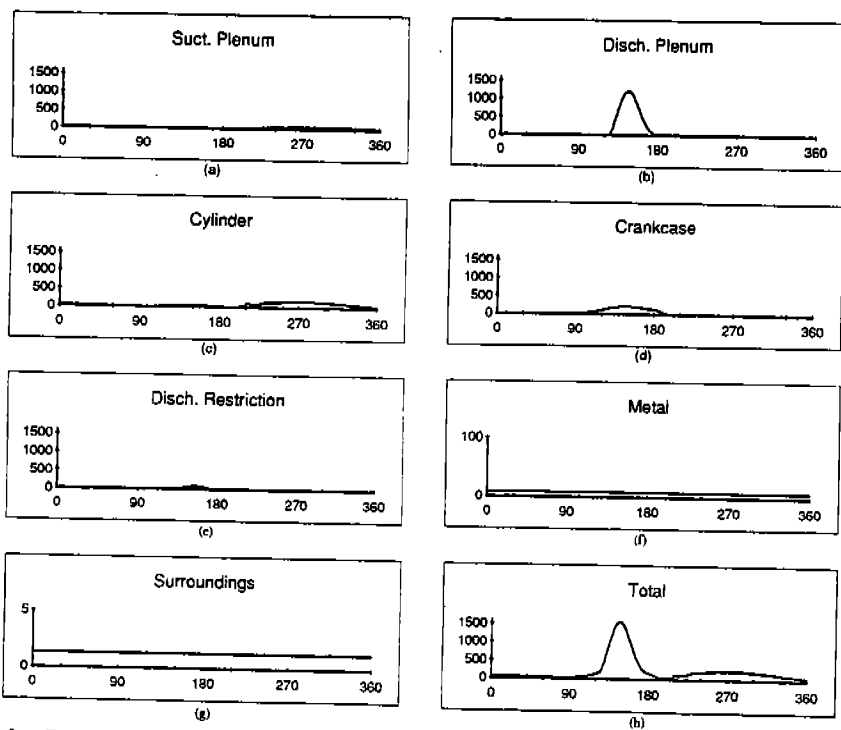 Suct. Plenum
1500
1000
500
0
0 90 180 270 360
(a)
Disch. Plenum
1500
1000
500
0
0 90 180 270 360
(b)
Cylinder
1500
1000
500
0
0 90 180 270 360
(c)
Crankcase
1500
1000
500
0
0 90 180 270 360
(d)
Disch. Restriction
1500
1000
500
0
0 90 180 270 360
(e)
Metal
100
0
0 90 180 270 360
(f)
Surroundings
5
0
0 90 180 270 360
(g)
Total
1500
1000
500
0
0 90 180 270 360
(h)